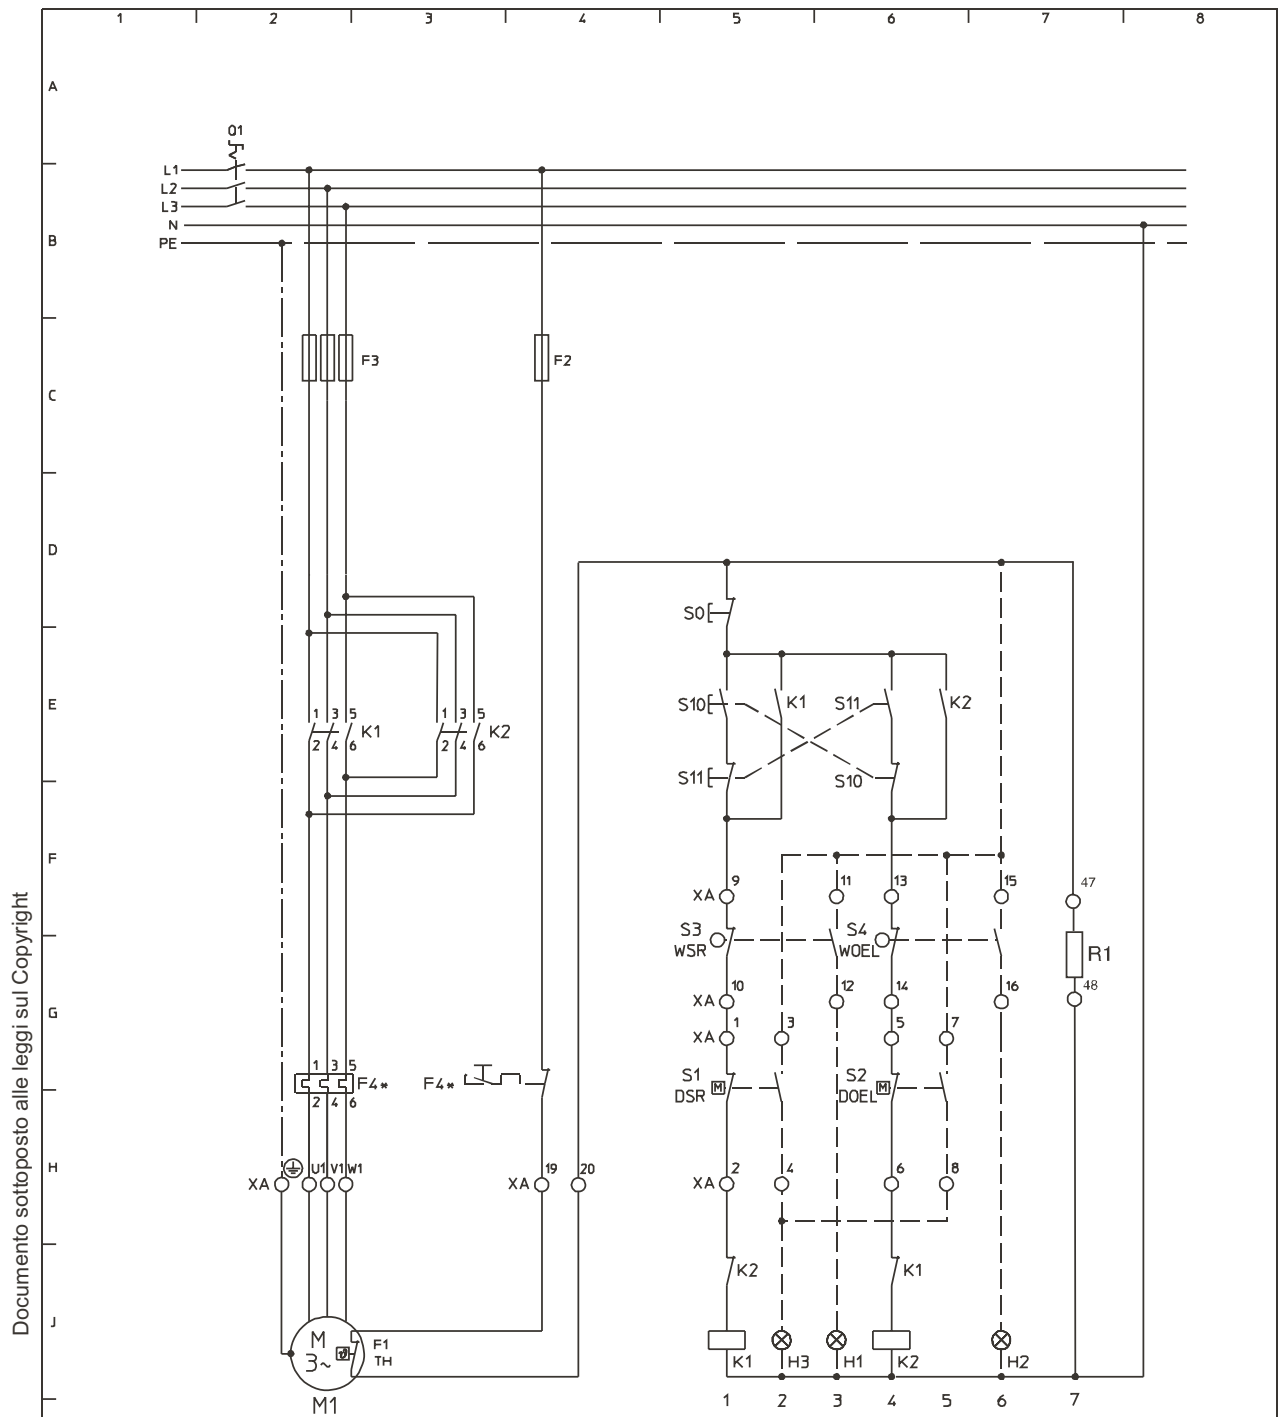 1 2 3 4 5 6 7 8
A
Q1
L1
L2
L3
N
B
PE
F3 F2
C
D
S0
E
S10 K1 S11 K2
1 3 5 K1 1 3 5 K2
2 4 6 2 4 6
S11 S10
F
9 11 13 15 47
XA
S3 S4
WSR WOEL R1
10 12 14 16 48
XA
G
1 3 5 7
XA
1 3 5 S1 S2
F4* F4* M M
2 4 6 DSR DOEL
H
U1 V1 W1 19 20 2 4 6 8
XA XA XA
K2 K1
J
M F1
3~ ϑ TH
K1 H3 H1 K2 H2
M1
1 2 3 4 5 6 7
Documento sottoposto alle leggi sul Copyright